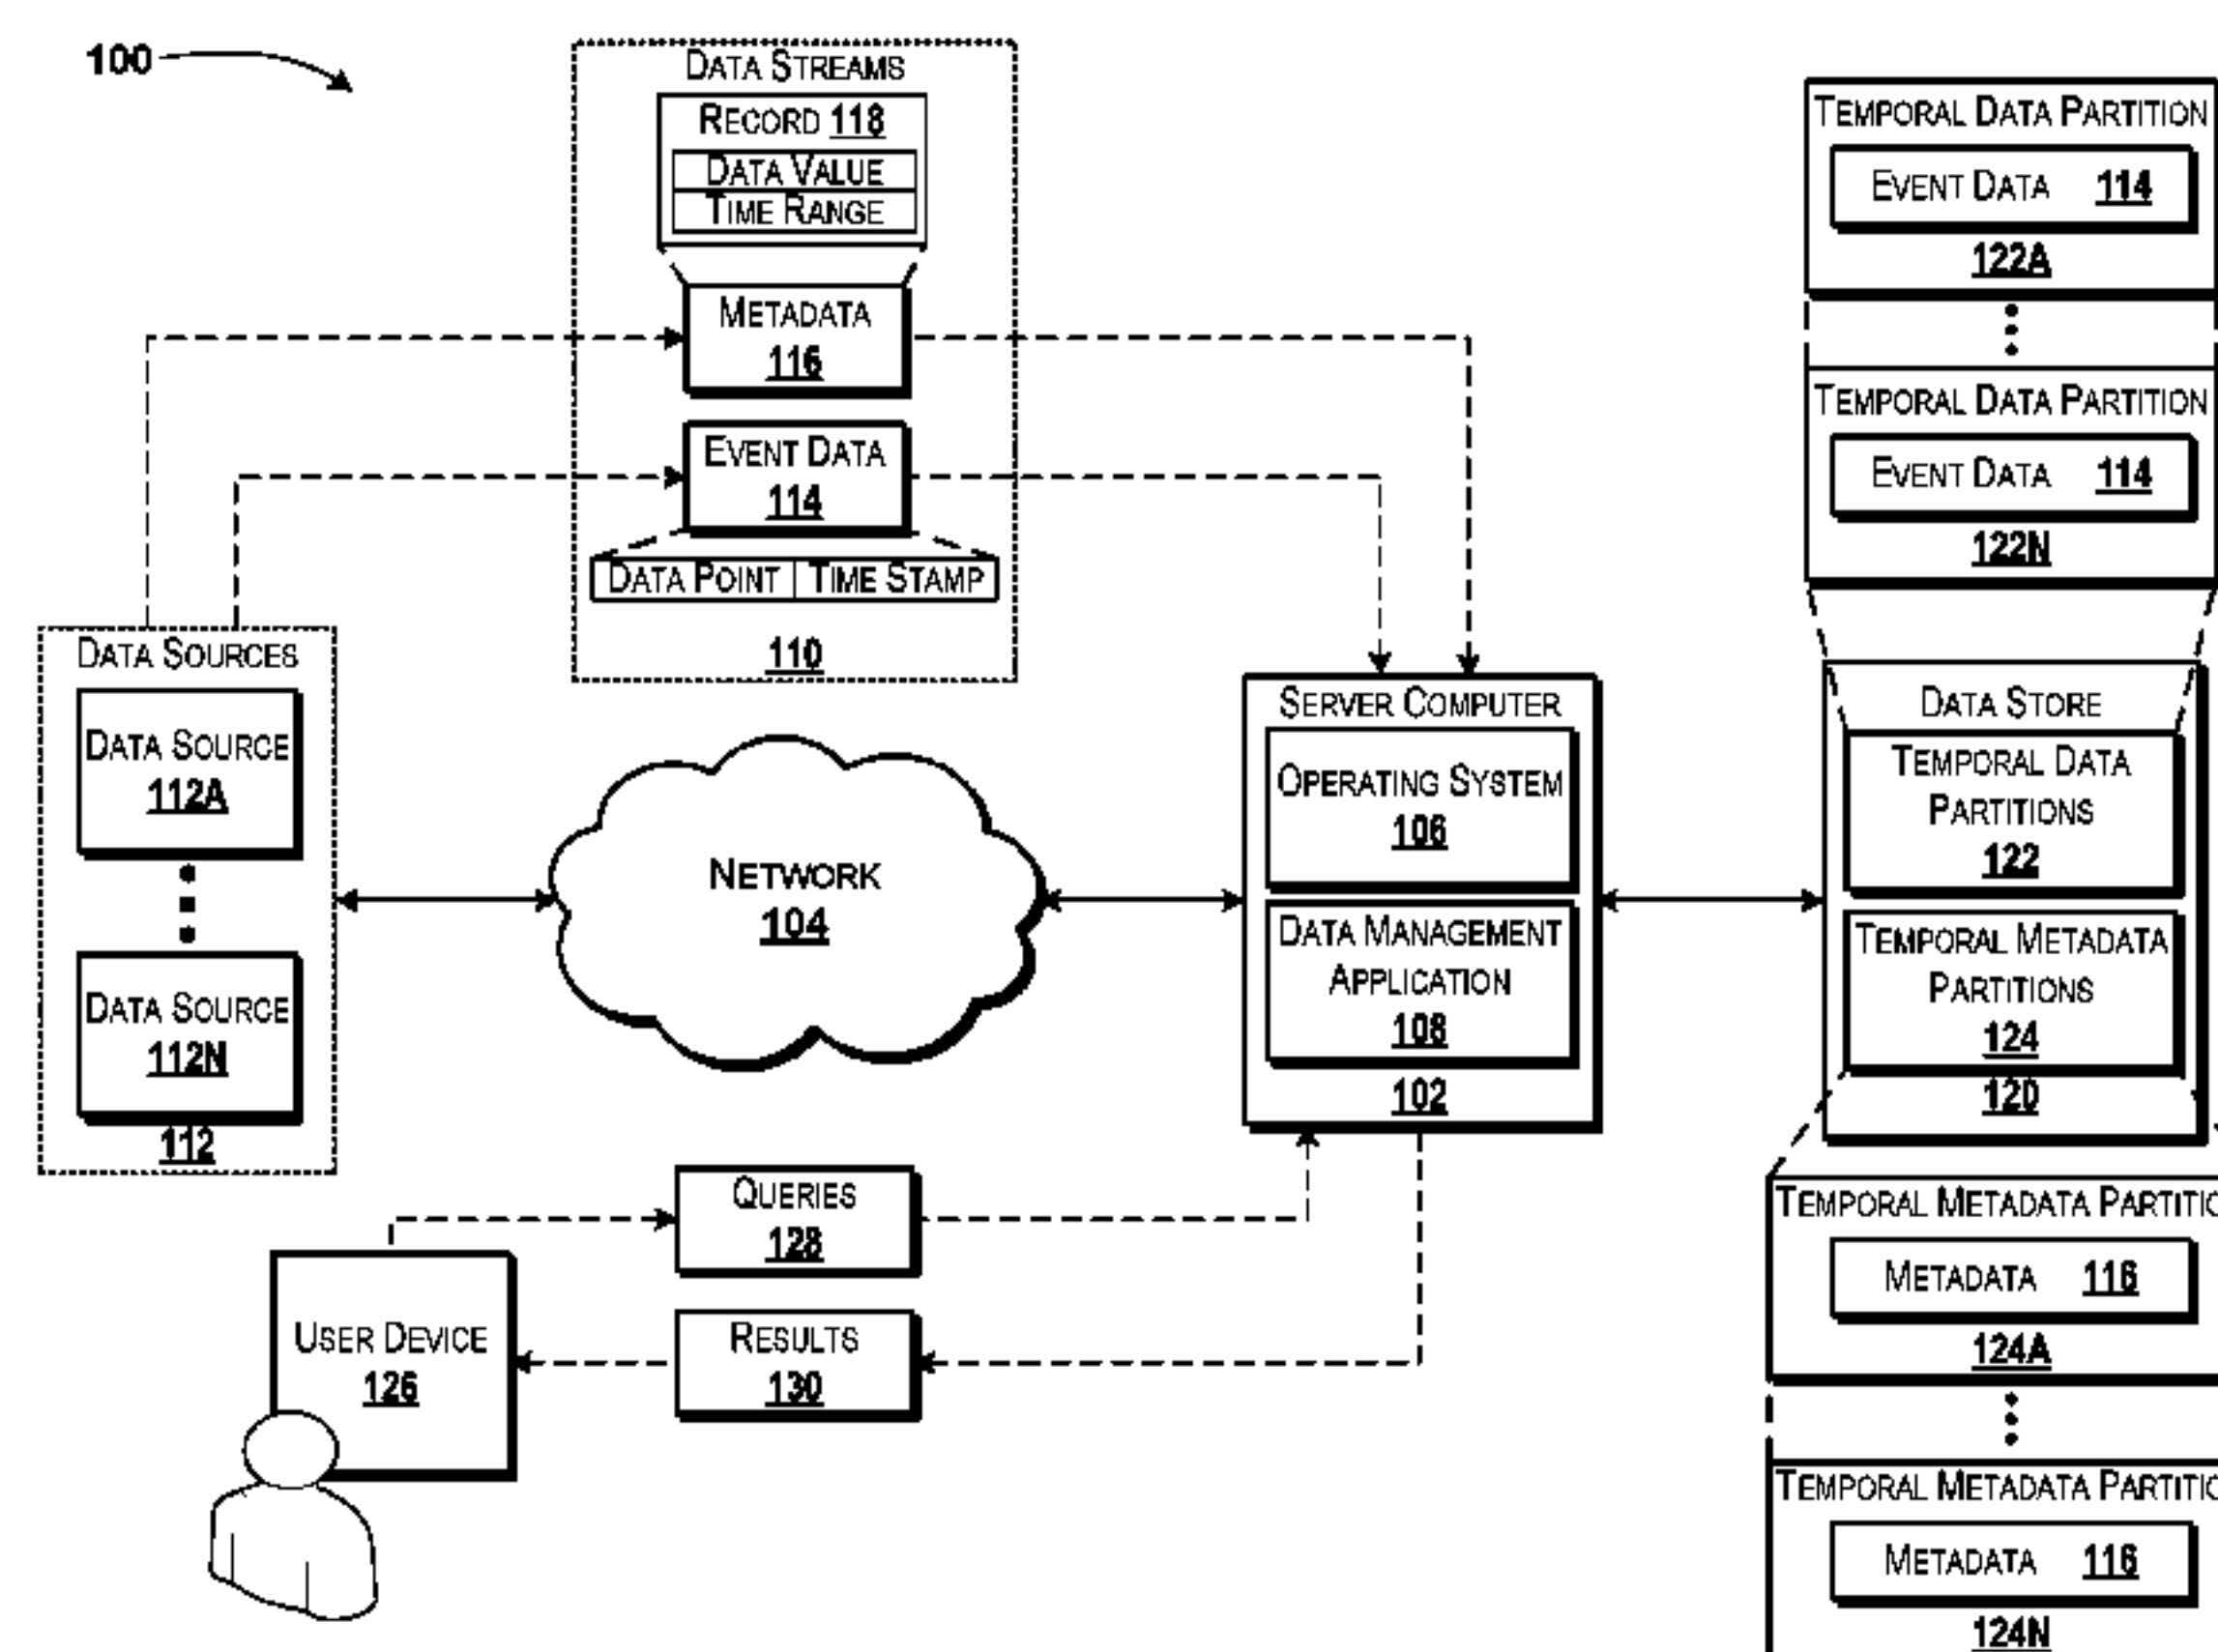 100
DATA STREAMS
RECORD 118
DATA VALUE
TIME RANGE
METADATA
116
EVENT DATA
114
DATA POINT TIME STAMP
110
DATA SOURCES
DATA SOURCE
112A
DATA SOURCE
112N
112
NETWORK
104
SERVER COMPUTER
OPERATING SYSTEM
106
DATA MANAGEMENT
APPLICATION
108
102
QUERIES
128
RESULTS
130
USER DEVICE
126
TEMPORAL DATA PARTITION
EVENT DATA 114
122A
TEMPORAL DATA PARTITION
EVENT DATA 114
122N
DATA STORE
TEMPORAL DATA
PARTITIONS
122
TEMPORAL METADATA
PARTITIONS
124
120
TEMPORAL METADATA
METADATA 116
124A
TEMPORAL METADATA
METADATA 116
124N